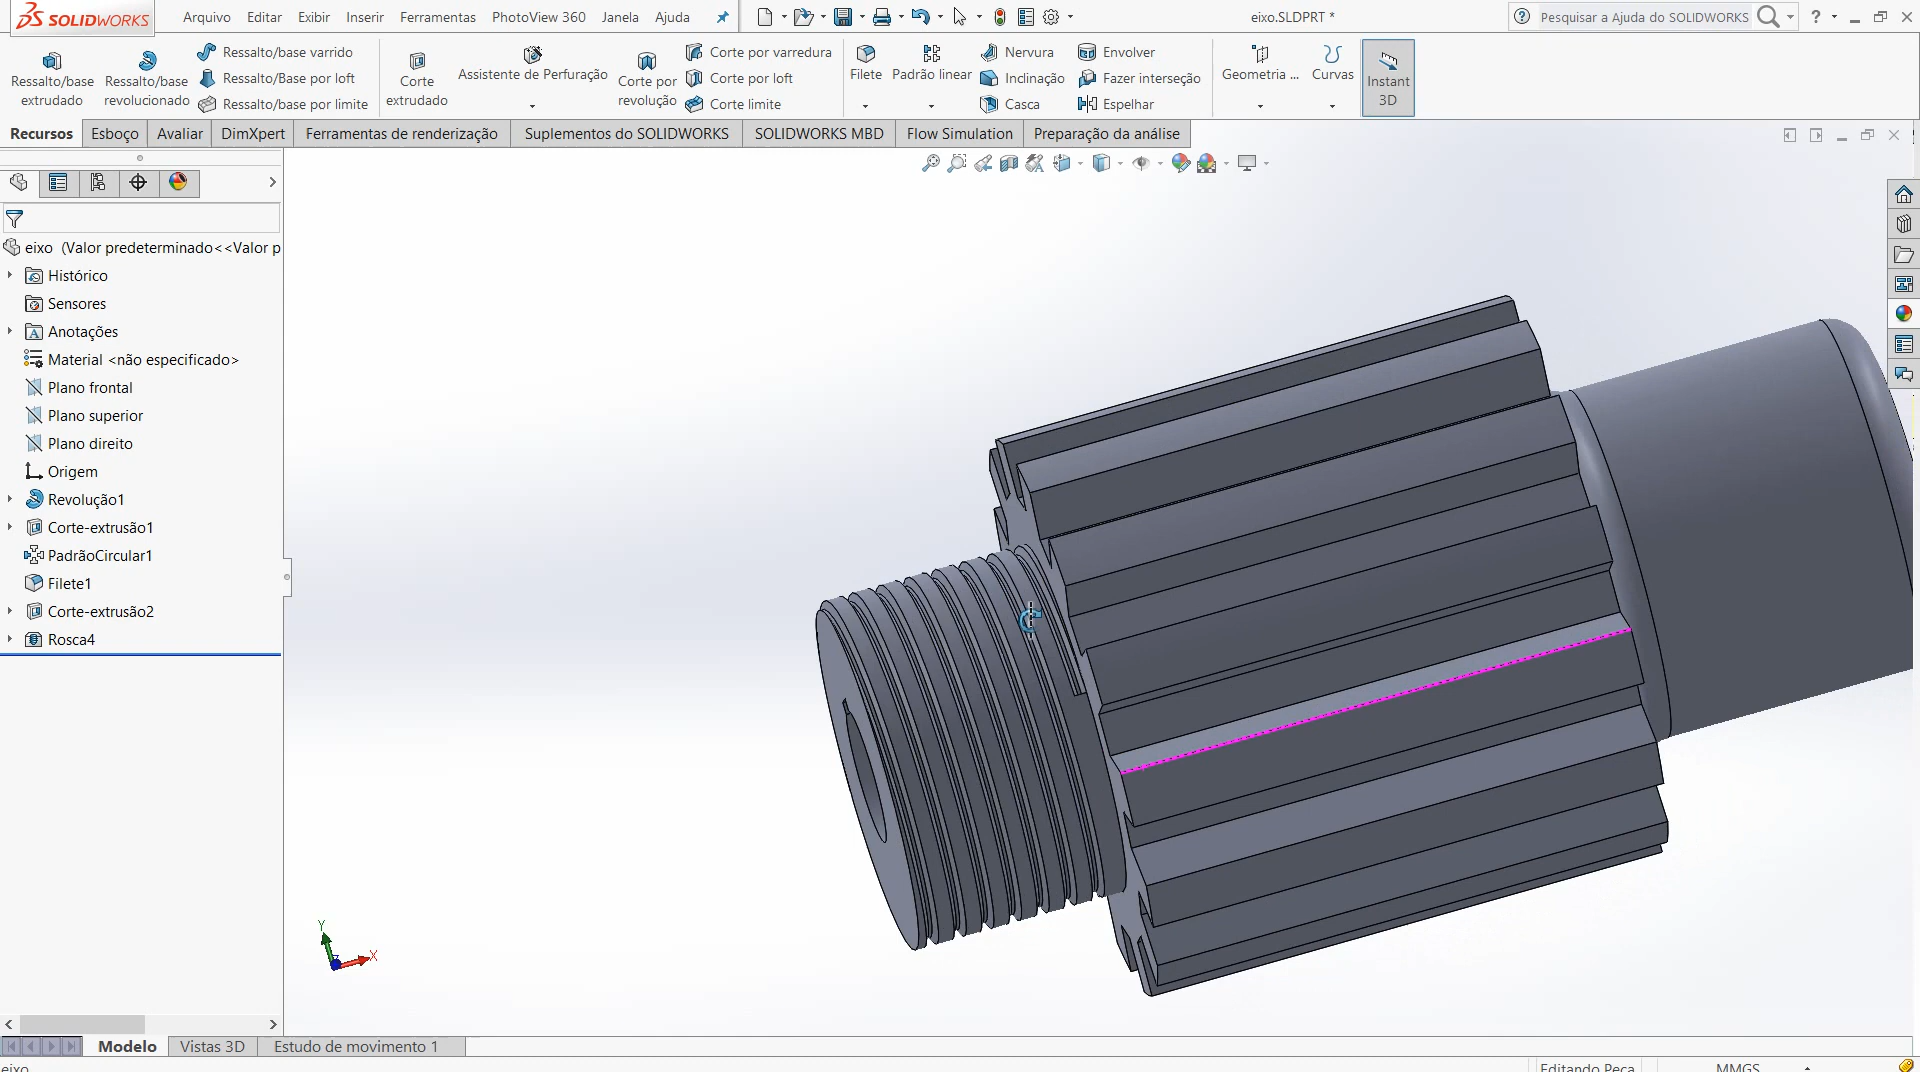 SOLIDWORKS Arquivo Editar Exibir Inserir Ferramentas PhotoView 360 Janela Ajuda eixo.SLDPRT * Pesquisar a Ajuda do SOLIDWORKS ?
Ressalto/base extrudado
Ressalto/base revolucionado
Ressalto/base varrido
Ressalto/Base por loft
Ressalto/base por limite
Corte extrudado
Assistente de Perfuração
Corte por revolução
Corte por varredura
Corte por loft
Corte limite
Filete
Padrão linear
Nervura
Inclinação
Casca
Envolver
Fazer interseção
Espelhar
Geometria ...
Curvas
Instant 3D
Recursos Esboço Avaliar DimXpert Ferramentas de renderização Suplementos do SOLIDWORKS SOLIDWORKS MBD Flow Simulation Preparação da análise
eixo (Valor predeterminado<<Valor p
Histórico
Sensores
Anotações
Material <não especificado>
Plano frontal
Plano superior
Plano direito
Origem
Revolução1
Corte-extrusão1
PadrãoCircular1
Filete1
Corte-extrusão2
Rosca4
Y
X
Modelo Vistas 3D Estudo de movimento 1
eixo Editando Peça MMGS